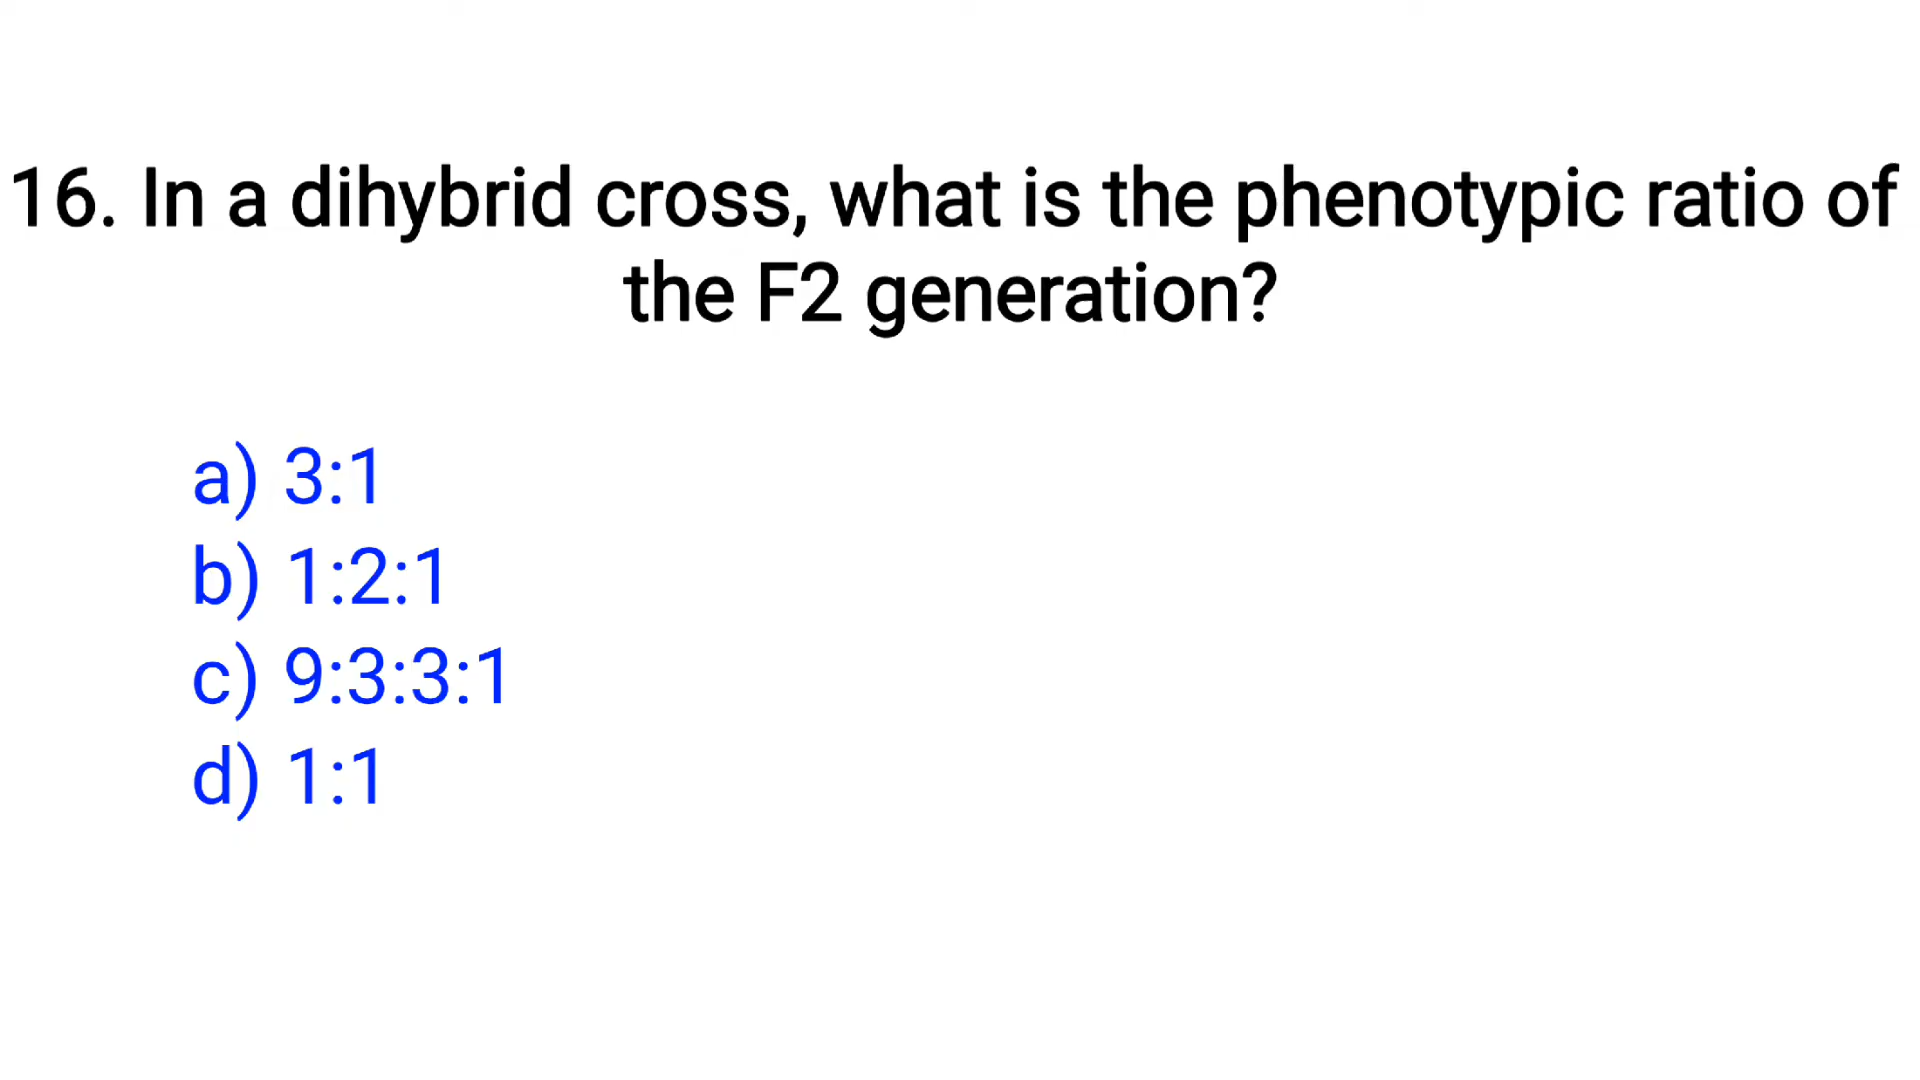 16. In a dihybrid cross, what is the phenotypic ratio of
the F2 generation?
a) 3:1
b) 1:2:1
c) 9:3:3:1
d) 1:1